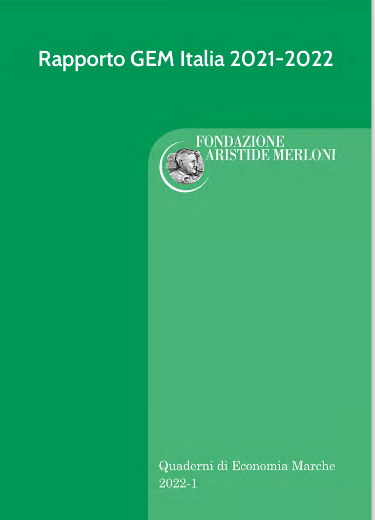 Rapporto GEM Italia 2021-2022
FONDAZIONE
ARISTIDE MERLONI
Quaderni di Economia Marche
2022-1